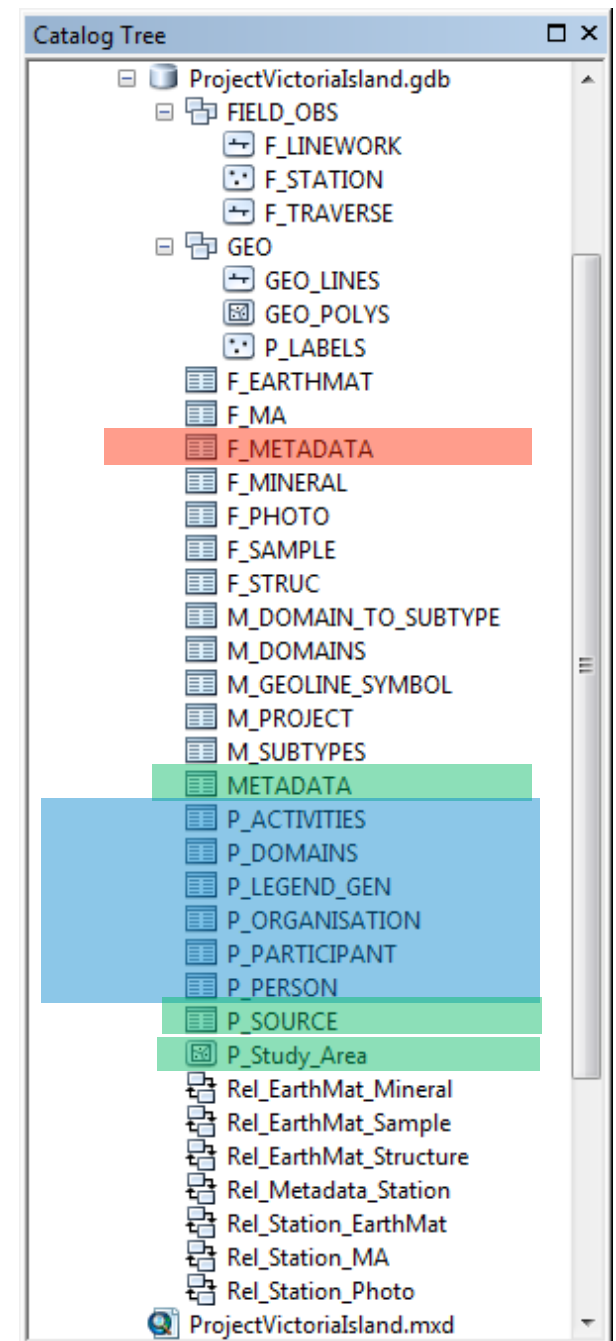 Catalog Tree
ProjectVictoriaIsland.gdb
FIELD_OBS
F_LINEWORK
F_STATION
F_TRAVERSE
GEO
GEO_LINES
GEO_POLYS
P_LABELS
F_EARTHMAT
F_MA
F_METADATA
F_MINERAL
F_PHOTO
F_SAMPLE
F_STRUC
M_DOMAIN_TO_SUBTYPE
M_DOMAINS
M_GEOLINE_SYMBOL
M_PROJECT
M_SUBTYPES
METADATA
P_ACTIVITIES
P_DOMAINS
P_LEGEND_GEN
P_ORGANISATION
P_PARTICIPANT
P_PERSON
P_SOURCE
P_Study_Area
Rel_EarthMat_Mineral
Rel_EarthMat_Sample
Rel_EarthMat_Structure
Rel_Metadata_Station
Rel_Station_EarthMat
Rel_Station_MA
Rel_Station_Photo
ProjectVictoriaIsland.mxd